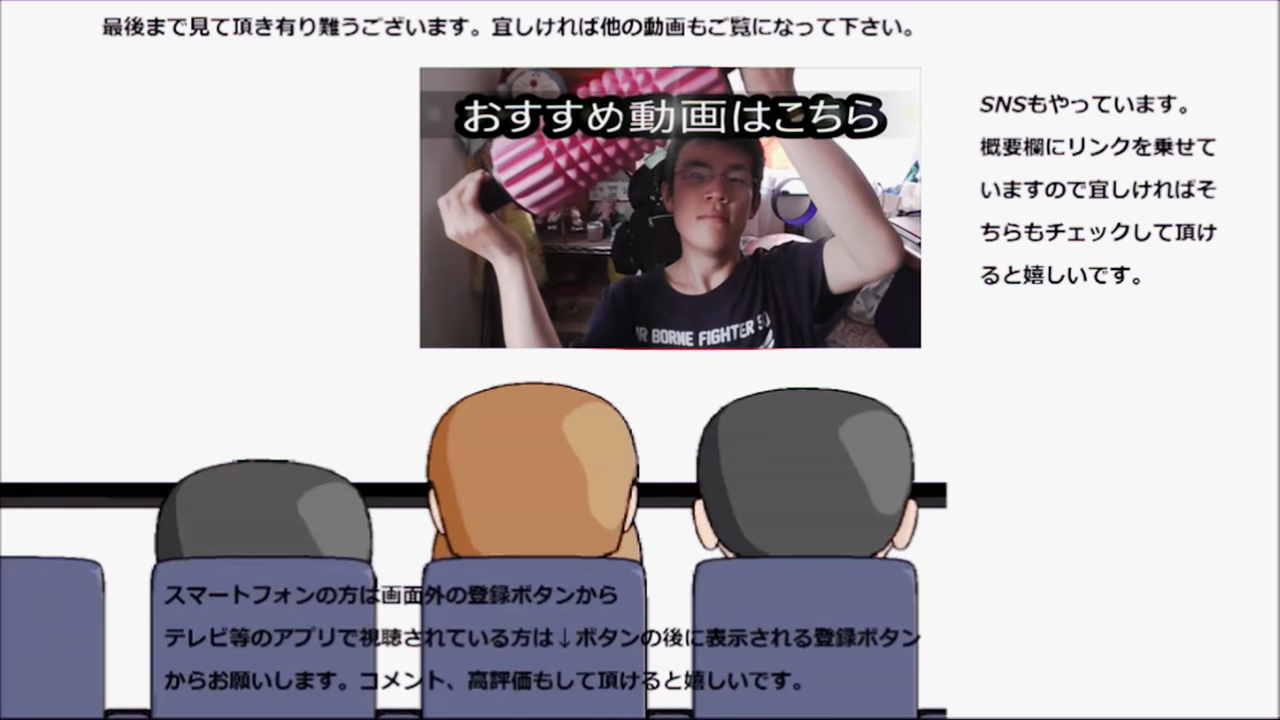 最後まで見て頂き有り難うございます。宜しければ他の動画もご覧になって下さい。
おすすめ動画はこちら
IR BORNE FIGHTER
SNSもやっています。
概要欄にリンクを乗せて
いますので宜しければそ
ちらもチェックして頂け
ると嬉しいです。
スマートフォンの方は画面外の登録ボタンから
テレビ等のアプリで視聴されている方は↓ボタンの後に表示される登録ボタン
からお願いします。コメント、高評価もして頂けると嬉しいです。